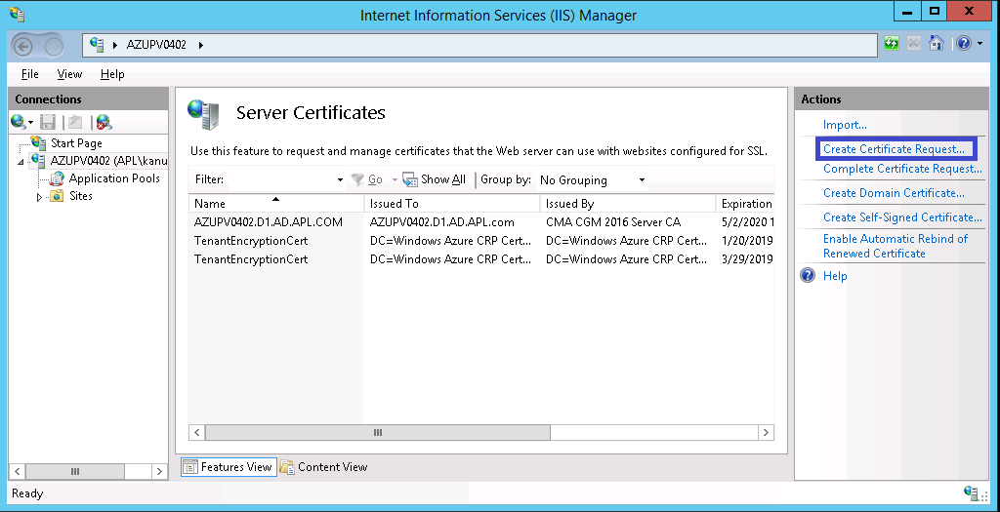 Internet Information Services (IIS) Manager
AZUPV0402
File View Help
Connections
Start Page
AZUPV0402 (APL\kanu
Application Pools
Sites
Server Certificates
Use this feature to request and manage certificates that the Web server can use with websites configured for SSL.
Filter: Go Show All Group by: No Grouping
Name Issued To Issued By Expiration
AZUPV0402.D1.AD.APL.COM AZUPV0402.D1.AD.APL.com CMA CGM 2016 Server CA 5/2/2020 1
TenantEncryptionCert DC=Windows Azure CRP Cert... DC=Windows Azure CRP Cert... 1/20/2019
TenantEncryptionCert DC=Windows Azure CRP Cert... DC=Windows Azure CRP Cert... 3/29/2019
Features View Content View
Actions
Import...
Create Certificate Request...
Complete Certificate Request...
Create Domain Certificate...
Create Self-Signed Certificate...
Enable Automatic Rebind of
Renewed Certificate
Help
Ready